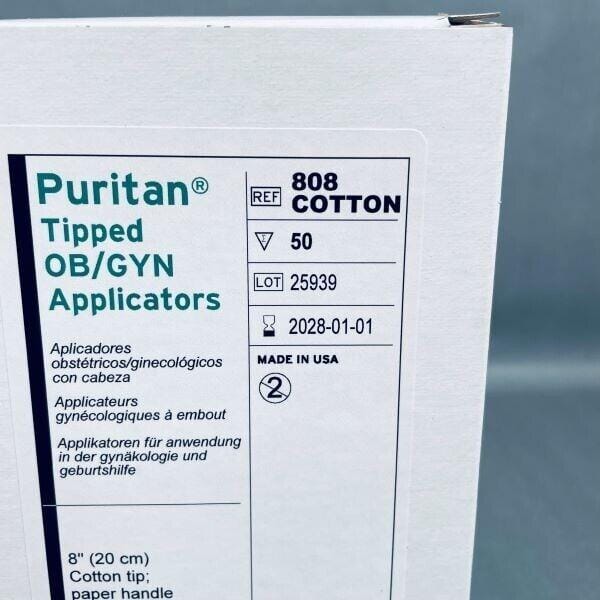 Puritan®
Tipped
OB/GYN
Applicators
Aplicadores
obstétricos/ginecológicos
con cabeza
Applicateurs
gynécologiques à embout
Applikatoren für anwendung
in der gynäkologie und
geburtshilfe
8" (20 cm)
Cotton tip;
paper handle
REF 808
COTTON
50
LOT 25939
2028-01-01
MADE IN USA
2